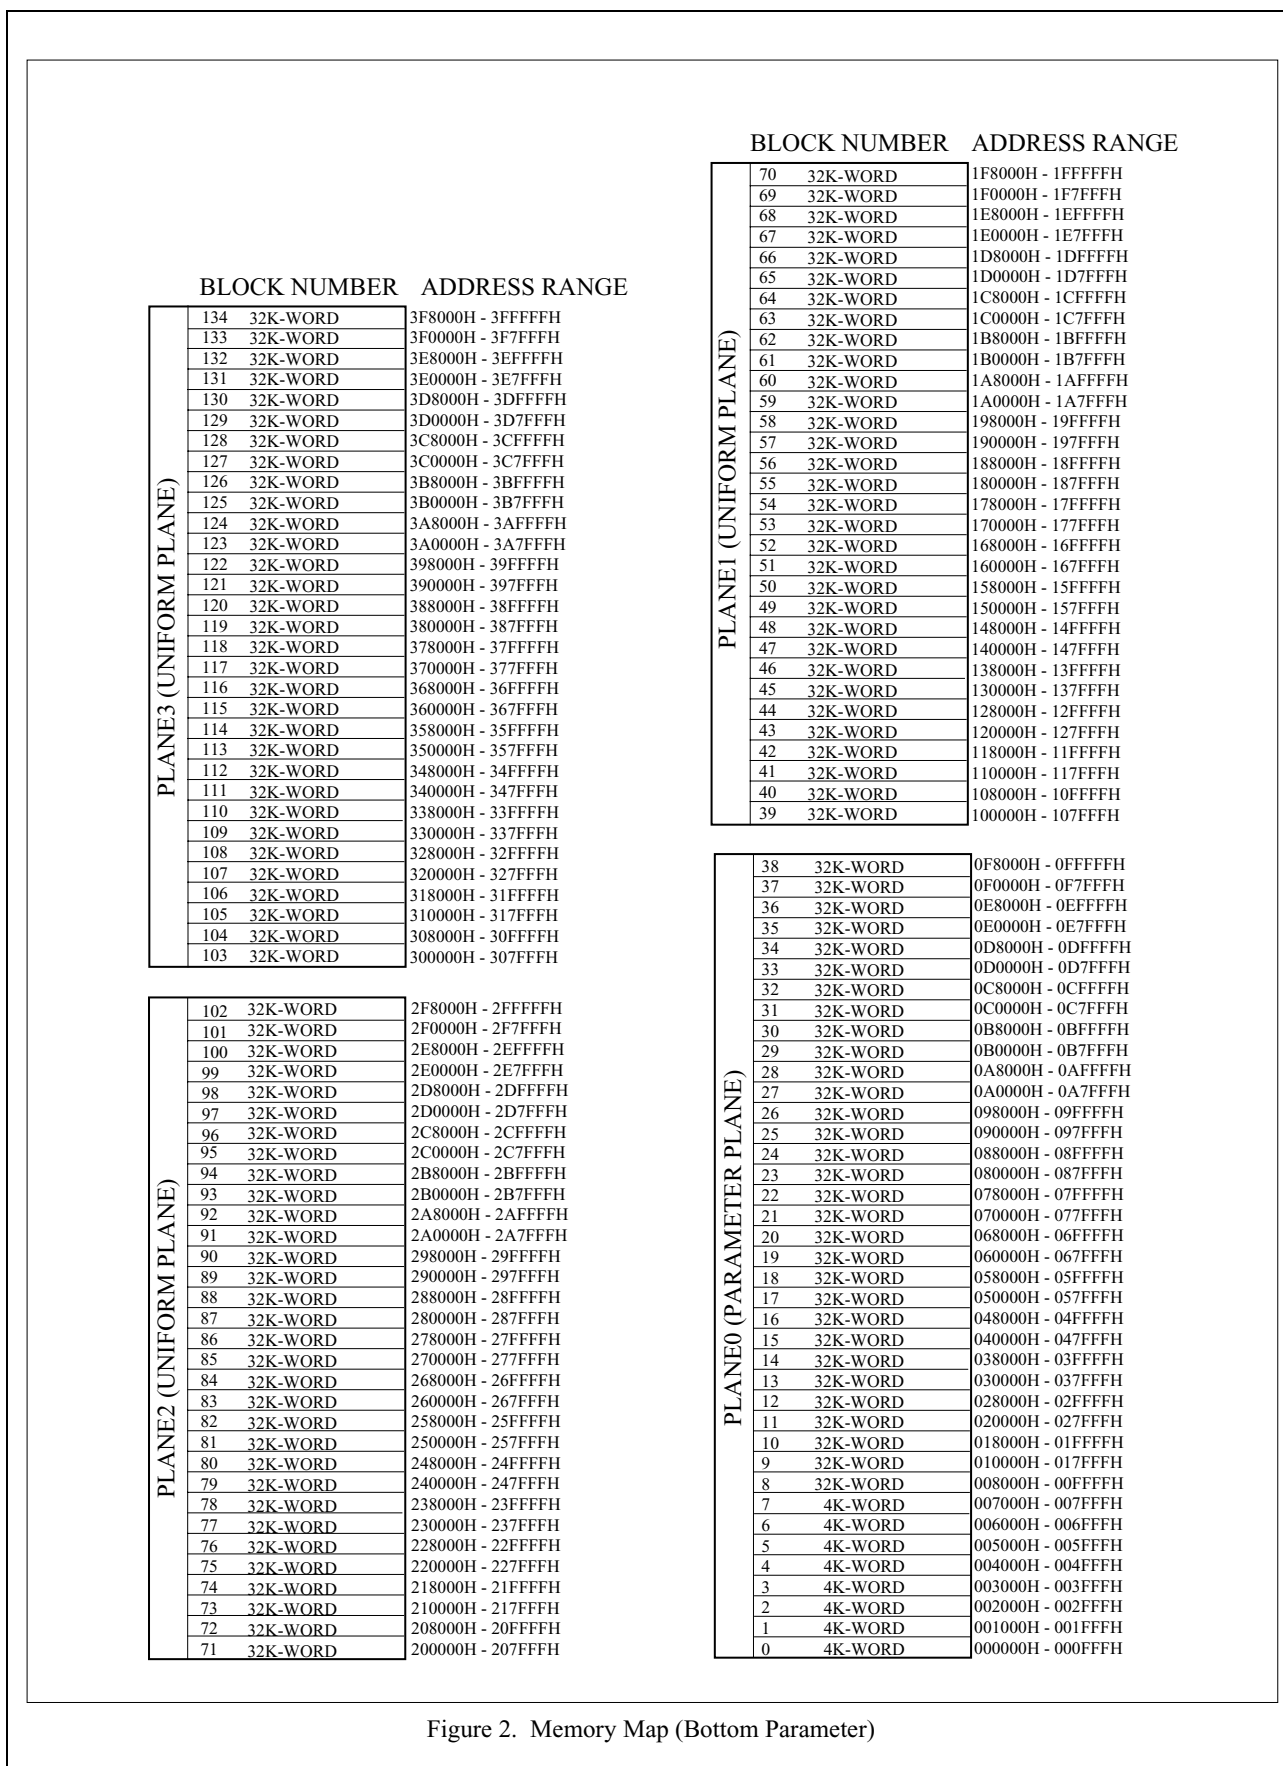 BLOCK NUMBER ADDRESS RANGE
PLANE3 (UNIFORM PLANE)
134 32K-WORD 3F8000H - 3FFFFFH
133 32K-WORD 3F0000H - 3F7FFFH
132 32K-WORD 3E8000H - 3EFFFFH
131 32K-WORD 3E0000H - 3E7FFFH
130 32K-WORD 3D8000H - 3DFFFFH
129 32K-WORD 3D0000H - 3D7FFFH
128 32K-WORD 3C8000H - 3CFFFFH
127 32K-WORD 3C0000H - 3C7FFFH
126 32K-WORD 3B8000H - 3BFFFFH
125 32K-WORD 3B0000H - 3B7FFFH
124 32K-WORD 3A8000H - 3AFFFFH
123 32K-WORD 3A0000H - 3A7FFFH
122 32K-WORD 398000H - 39FFFFH
121 32K-WORD 390000H - 397FFFH
120 32K-WORD 388000H - 38FFFFH
119 32K-WORD 380000H - 387FFFH
118 32K-WORD 378000H - 37FFFFH
117 32K-WORD 370000H - 377FFFH
116 32K-WORD 368000H - 36FFFFH
115 32K-WORD 360000H - 367FFFH
114 32K-WORD 358000H - 35FFFFH
113 32K-WORD 350000H - 357FFFH
112 32K-WORD 348000H - 34FFFFH
111 32K-WORD 340000H - 347FFFH
110 32K-WORD 338000H - 33FFFFH
109 32K-WORD 330000H - 337FFFH
108 32K-WORD 328000H - 32FFFFH
107 32K-WORD 320000H - 327FFFH
106 32K-WORD 318000H - 31FFFFH
105 32K-WORD 310000H - 317FFFH
104 32K-WORD 308000H - 30FFFFH
103 32K-WORD 300000H - 307FFFH
PLANE2 (UNIFORM PLANE)
102 32K-WORD 2F8000H - 2FFFFFH
101 32K-WORD 2F0000H - 2F7FFFH
100 32K-WORD 2E8000H - 2EFFFFH
99 32K-WORD 2E0000H - 2E7FFFH
98 32K-WORD 2D8000H - 2DFFFFH
97 32K-WORD 2D0000H - 2D7FFFH
96 32K-WORD 2C8000H - 2CFFFFH
95 32K-WORD 2C0000H - 2C7FFFH
94 32K-WORD 2B8000H - 2BFFFFH
93 32K-WORD 2B0000H - 2B7FFFH
92 32K-WORD 2A8000H - 2AFFFFH
91 32K-WORD 2A0000H - 2A7FFFH
90 32K-WORD 298000H - 29FFFFH
89 32K-WORD 290000H - 297FFFH
88 32K-WORD 288000H - 28FFFFH
87 32K-WORD 280000H - 287FFFH
86 32K-WORD 278000H - 27FFFFH
85 32K-WORD 270000H - 277FFFH
84 32K-WORD 268000H - 26FFFFH
83 32K-WORD 260000H - 267FFFH
82 32K-WORD 258000H - 25FFFFH
81 32K-WORD 250000H - 257FFFH
80 32K-WORD 248000H - 24FFFFH
79 32K-WORD 240000H - 247FFFH
78 32K-WORD 238000H - 23FFFFH
77 32K-WORD 230000H - 237FFFH
76 32K-WORD 228000H - 22FFFFH
75 32K-WORD 220000H - 227FFFH
74 32K-WORD 218000H - 21FFFFH
73 32K-WORD 210000H - 217FFFH
72 32K-WORD 208000H - 20FFFFH
71 32K-WORD 200000H - 207FFFH
BLOCK NUMBER ADDRESS RANGE
PLANE1 (UNIFORM PLANE)
70 32K-WORD 1F8000H - 1FFFFFH
69 32K-WORD 1F0000H - 1F7FFFH
68 32K-WORD 1E8000H - 1EFFFFH
67 32K-WORD 1E0000H - 1E7FFFH
66 32K-WORD 1D8000H - 1DFFFFH
65 32K-WORD 1D0000H - 1D7FFFH
64 32K-WORD 1C8000H - 1CFFFFH
63 32K-WORD 1C0000H - 1C7FFFH
62 32K-WORD 1B8000H - 1BFFFFH
61 32K-WORD 1B0000H - 1B7FFFH
60 32K-WORD 1A8000H - 1AFFFFH
59 32K-WORD 1A0000H - 1A7FFFH
58 32K-WORD 198000H - 19FFFFH
57 32K-WORD 190000H - 197FFFH
56 32K-WORD 188000H - 18FFFFH
55 32K-WORD 180000H - 187FFFH
54 32K-WORD 178000H - 17FFFFH
53 32K-WORD 170000H - 177FFFH
52 32K-WORD 168000H - 16FFFFH
51 32K-WORD 160000H - 167FFFH
50 32K-WORD 158000H - 15FFFFH
49 32K-WORD 150000H - 157FFFH
48 32K-WORD 148000H - 14FFFFH
47 32K-WORD 140000H - 147FFFH
46 32K-WORD 138000H - 13FFFFH
45 32K-WORD 130000H - 137FFFH
44 32K-WORD 128000H - 12FFFFH
43 32K-WORD 120000H - 127FFFH
42 32K-WORD 118000H - 11FFFFH
41 32K-WORD 110000H - 117FFFH
40 32K-WORD 108000H - 10FFFFH
39 32K-WORD 100000H - 107FFFH
PLANE0 (PARAMETER PLANE)
38 32K-WORD 0F8000H - 0FFFFFH
37 32K-WORD 0F0000H - 0F7FFFH
36 32K-WORD 0E8000H - 0EFFFFH
35 32K-WORD 0E0000H - 0E7FFFH
34 32K-WORD 0D8000H - 0DFFFFH
33 32K-WORD 0D0000H - 0D7FFFH
32 32K-WORD 0C8000H - 0CFFFFH
31 32K-WORD 0C0000H - 0C7FFFH
30 32K-WORD 0B8000H - 0BFFFFH
29 32K-WORD 0B0000H - 0B7FFFH
28 32K-WORD 0A8000H - 0AFFFFH
27 32K-WORD 0A0000H - 0A7FFFH
26 32K-WORD 098000H - 09FFFFH
25 32K-WORD 090000H - 097FFFH
24 32K-WORD 088000H - 08FFFFH
23 32K-WORD 080000H - 087FFFH
22 32K-WORD 078000H - 07FFFFH
21 32K-WORD 070000H - 077FFFH
20 32K-WORD 068000H - 06FFFFH
19 32K-WORD 060000H - 067FFFH
18 32K-WORD 058000H - 05FFFFH
17 32K-WORD 050000H - 057FFFH
16 32K-WORD 048000H - 04FFFFH
15 32K-WORD 040000H - 047FFFH
14 32K-WORD 038000H - 03FFFFH
13 32K-WORD 030000H - 037FFFH
12 32K-WORD 028000H - 02FFFFH
11 32K-WORD 020000H - 027FFFH
10 32K-WORD 018000H - 01FFFFH
9 32K-WORD 010000H - 017FFFH
8 32K-WORD 008000H - 00FFFFH
7 4K-WORD 007000H - 007FFFH
6 4K-WORD 006000H - 006FFFH
5 4K-WORD 005000H - 005FFFH
4 4K-WORD 004000H - 004FFFH
3 4K-WORD 003000H - 003FFFH
2 4K-WORD 002000H - 002FFFH
1 4K-WORD 001000H - 001FFFH
0 4K-WORD 000000H - 000FFFH
Figure 2. Memory Map (Bottom Parameter)